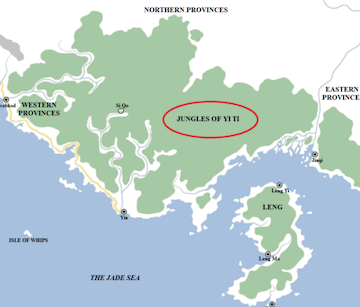 NORTHERN PROVINCES
EASTERN
PROVINCE
WESTERN
PROVINCES
Si Qo
JUNGLES OF YI TI
Jinqi
Leng Yi
LENG
Yin
ISLE OF WHIPS
Leng Ma
THE JADE SEA